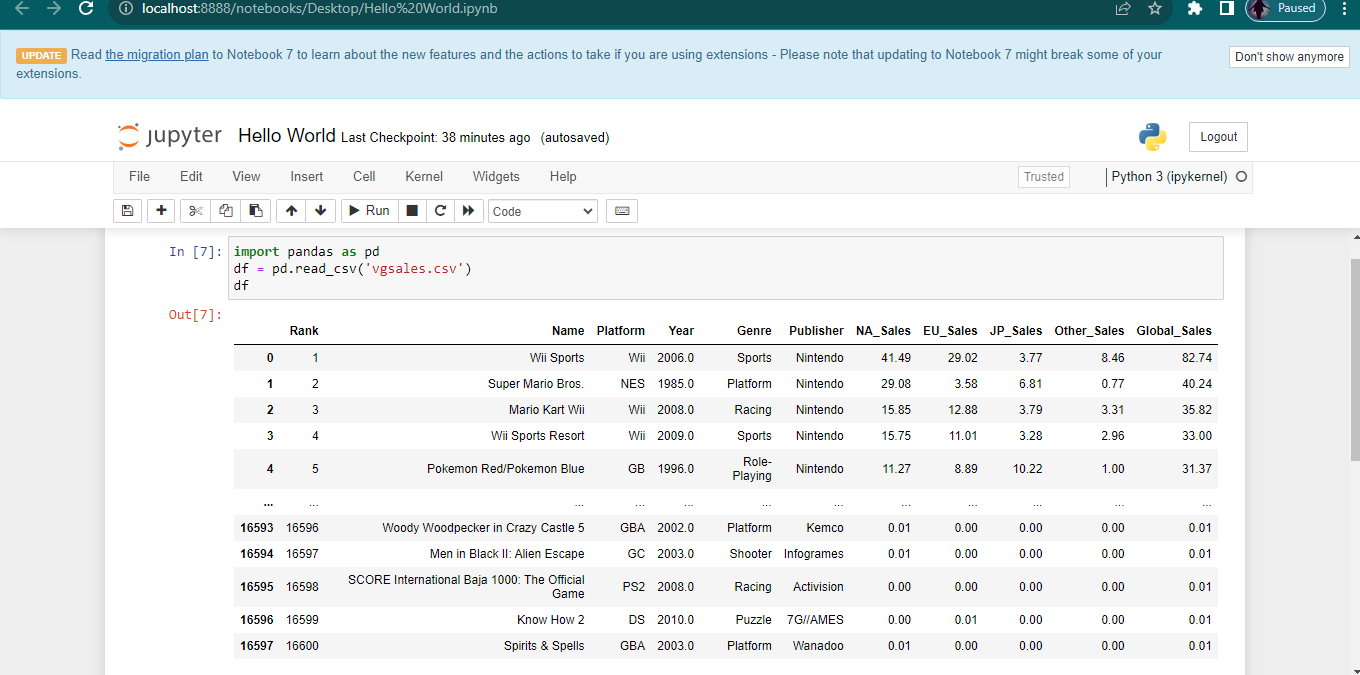 localhost:8888/notebooks/Desktop/Hello%20World.ipynb Paused
UPDATE Read the migration plan to Notebook 7 to learn about the new features and the actions to take if you are using extensions - Please note that updating to Notebook 7 might break some of your
extensions.
Don't show anymore
jupyter Hello World Last Checkpoint: 38 minutes ago (autosaved) Logout
File Edit View Insert Cell Kernel Widgets Help Trusted Python 3 (ipykernel)
Run Code
In [7]: import pandas as pd
df = pd.read_csv('vgsales.csv')
df
Out[7]:
Rank Name Platform Year Genre Publisher NA_Sales EU_Sales JP_Sales Other_Sales Global_Sales
0 1 Wii Sports Wii 2006.0 Sports Nintendo 41.49 29.02 3.77 8.46 82.74
1 2 Super Mario Bros. NES 1985.0 Platform Nintendo 29.08 3.58 6.81 0.77 40.24
2 3 Mario Kart Wii Wii 2008.0 Racing Nintendo 15.85 12.88 3.79 3.31 35.82
3 4 Wii Sports Resort Wii 2009.0 Sports Nintendo 15.75 11.01 3.28 2.96 33.00
4 5 Pokemon Red/Pokemon Blue GB 1996.0 Role-
Playing Nintendo 11.27 8.89 10.22 1.00 31.37
... ... ... ... ... ... ... ... ... ... ... ...
16593 16596 Woody Woodpecker in Crazy Castle 5 GBA 2002.0 Platform Kemco 0.01 0.00 0.00 0.00 0.01
16594 16597 Men in Black II: Alien Escape GC 2003.0 Shooter Infogrames 0.01 0.00 0.00 0.00 0.01
16595 16598 SCORE International Baja 1000: The Official
Game PS2 2008.0 Racing Activision 0.00 0.00 0.00 0.00 0.01
16596 16599 Know How 2 DS 2010.0 Puzzle 7G//AMES 0.00 0.01 0.00 0.00 0.01
16597 16600 Spirits & Spells GBA 2003.0 Platform Wanadoo 0.01 0.00 0.00 0.00 0.01